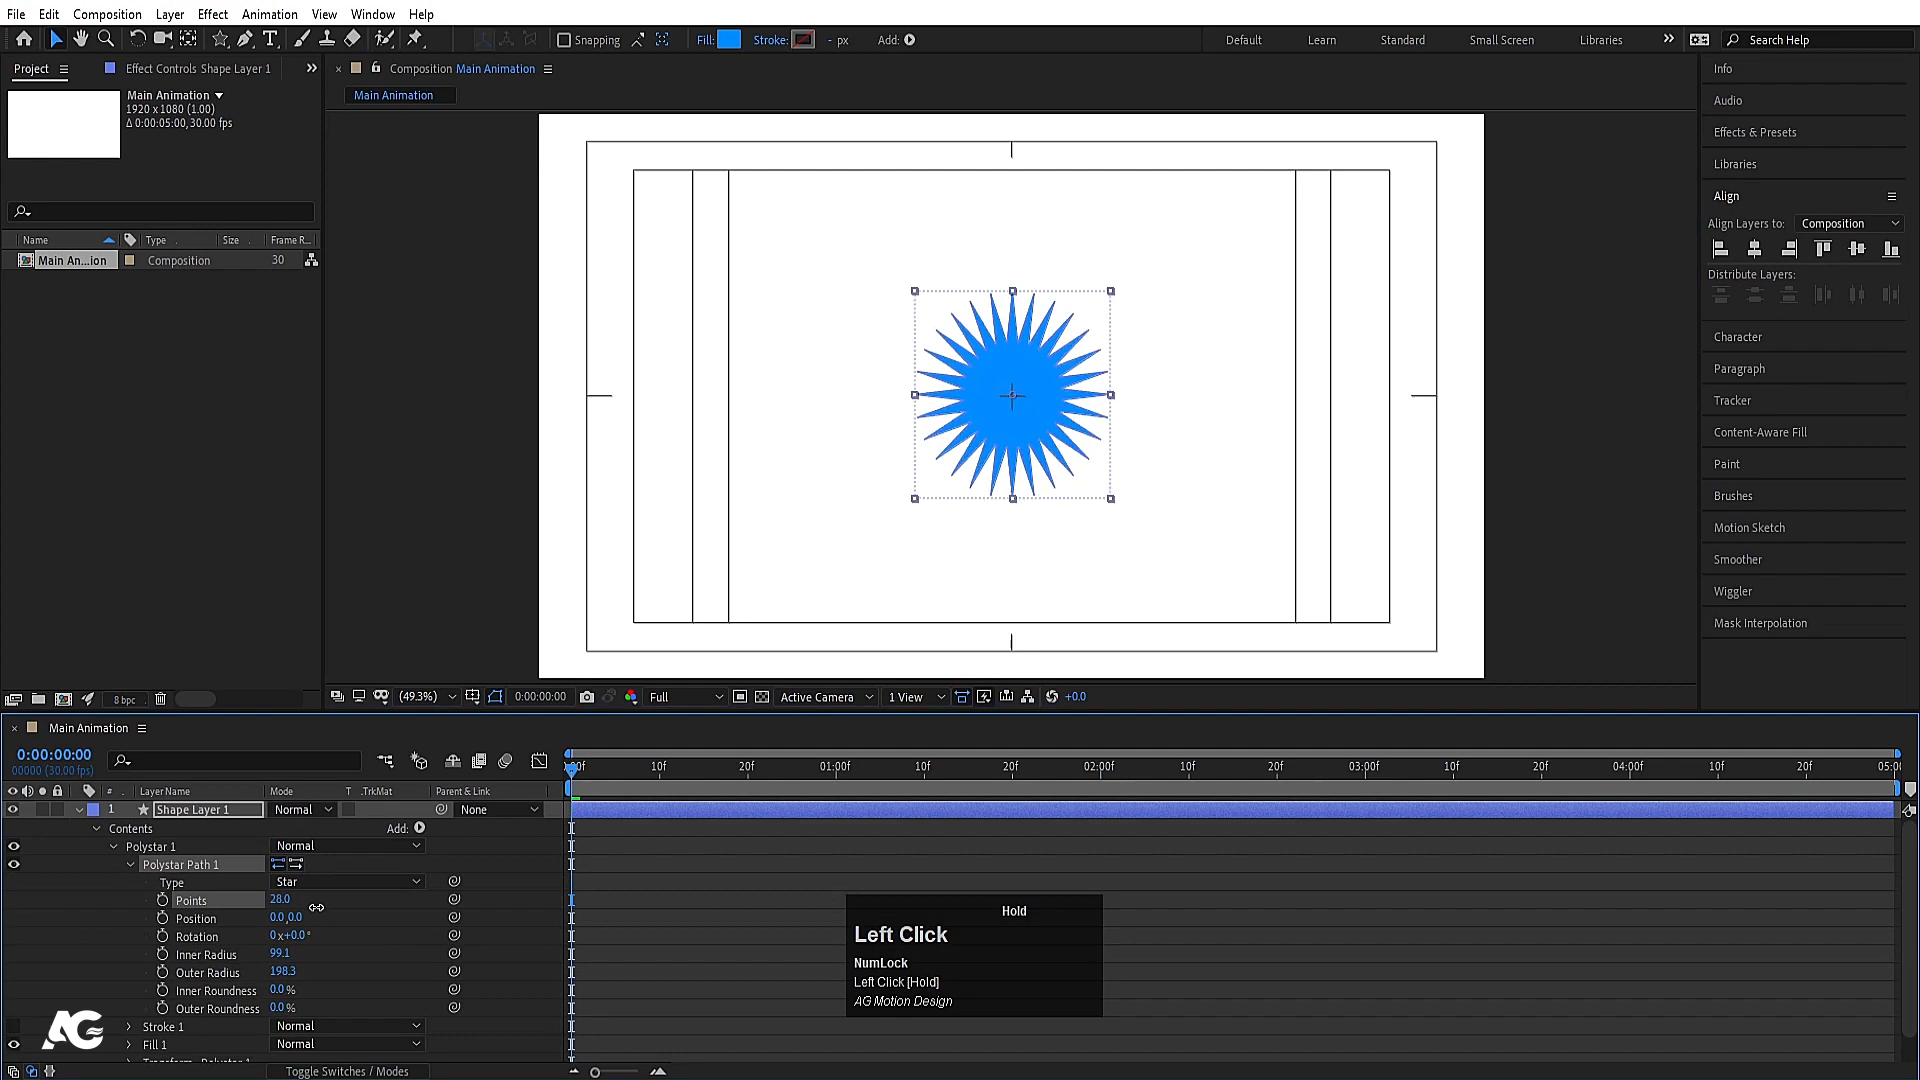 File Edit Composition Layer Effect Animation View Window Help
Snapping Fill: Stroke: - px Add: Default Learn Standard Small Screen Libraries Search Help
Project Effect Controls Shape Layer 1 Composition Main Animation Info
Main Animation
1920 x 1080 (1.00)
Δ 0:00:05:00, 30.00 fps
Main Animation
Audio
Effects & Presets
Libraries
Align
Align Layers to: Composition
Distribute Layers:
Name Type Size Frame R...
Main An...ion Composition 30
Character
Paragraph
Tracker
Content-Aware Fill
Paint
Brushes
Motion Sketch
Smoother
Wiggler
Mask Interpolation
8 bpc (49.3%) 0:00:00:00 Full Active Camera 1 View +0.0
Main Animation
0:00:00:00
00000 (30.00 fps)
:00f 10f 20f 01:00f 10f 20f 02:00f 10f 20f 03:00f 10f 20f 04:00f 10f 20f 05:00
# Layer Name Mode T .TrkMat Parent & Link
1 Shape Layer 1 Normal None
Contents Add:
Polystar 1 Normal
Polystar Path 1
Type Star
Points 28.0
Position 0.0,0.0
Rotation 0x+0.0°
Inner Radius 99.1
Outer Radius 198.3
Inner Roundness 0.0%
Outer Roundness 0.0%
Stroke 1 Normal
Fill 1 Normal
Toggle Switches / Modes
Hold
Left Click
NumLock
Left Click [Hold]
AG Motion Design
AG